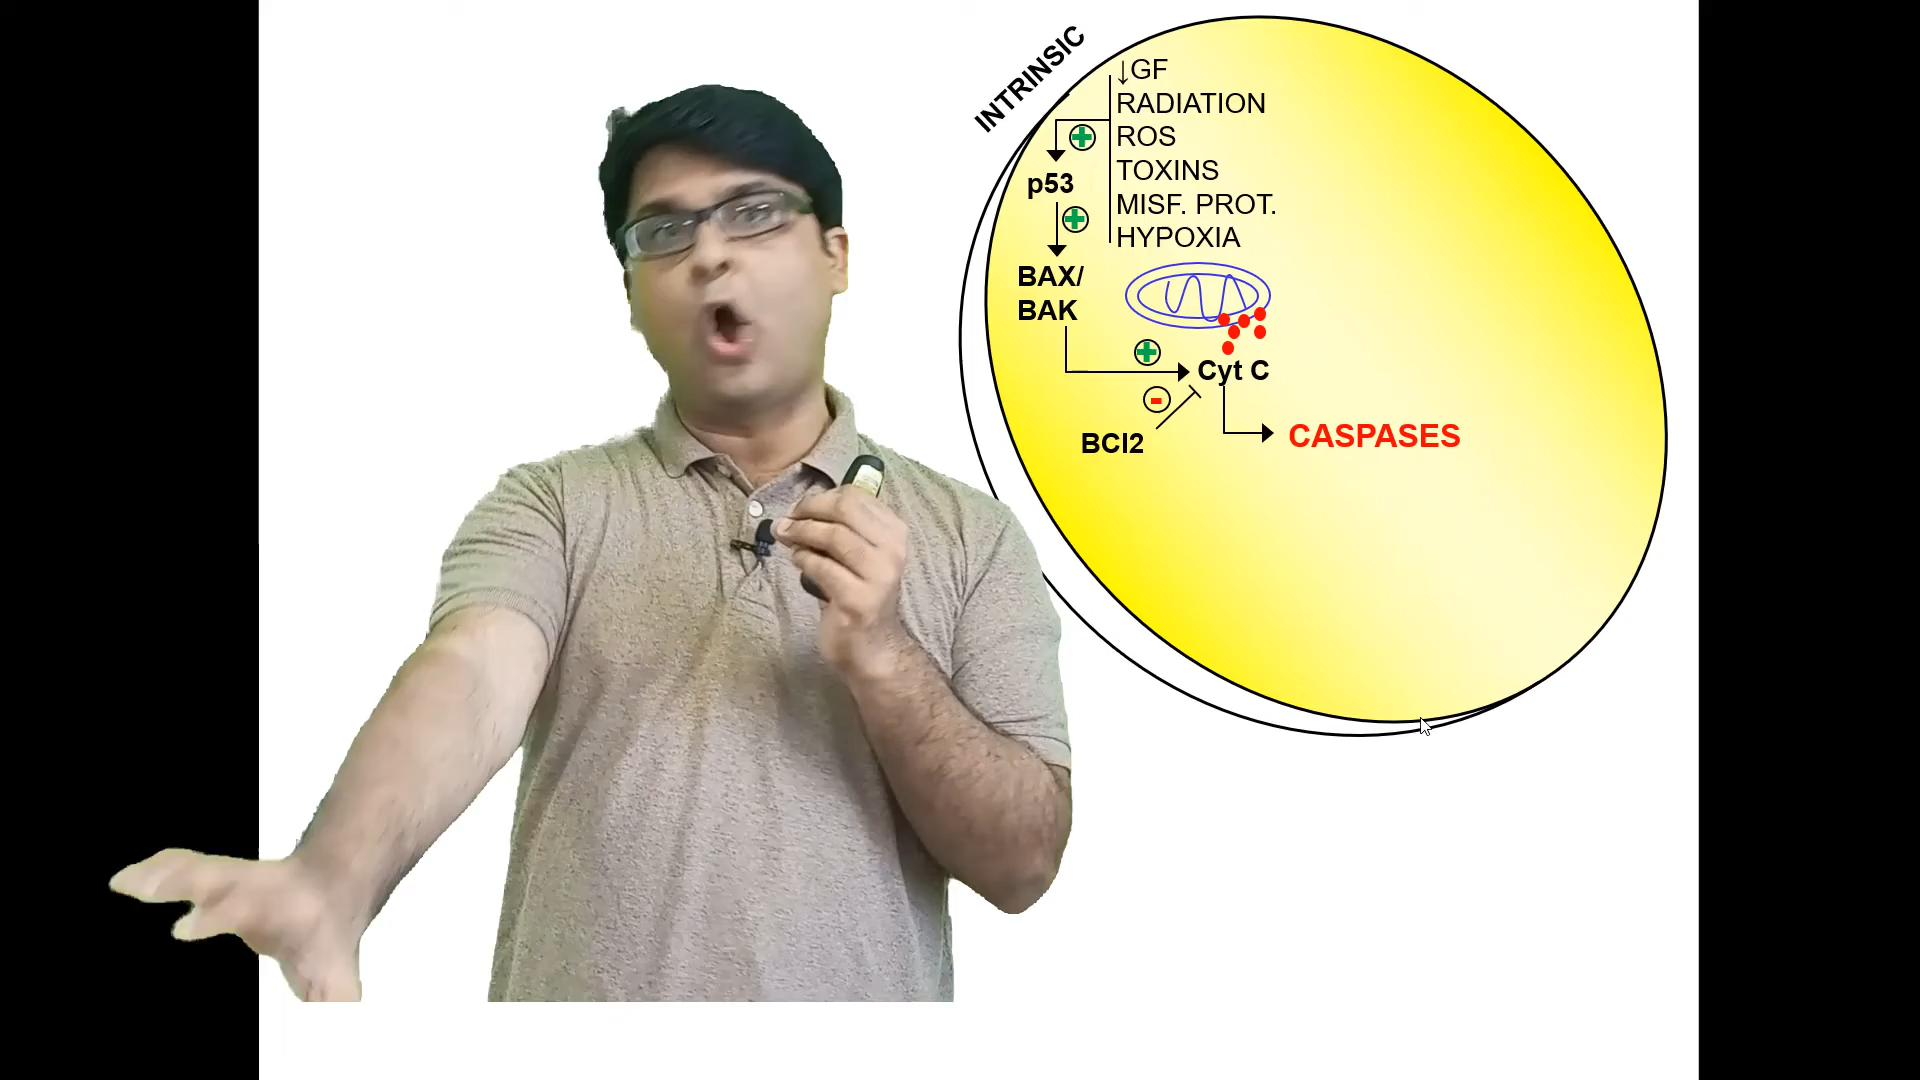 INTRINSIC
↓GF
RADIATION
ROS
TOXINS
MISF. PROT.
HYPOXIA
p53
BAX/
BAK
Cyt C
BCl2
CASPASES